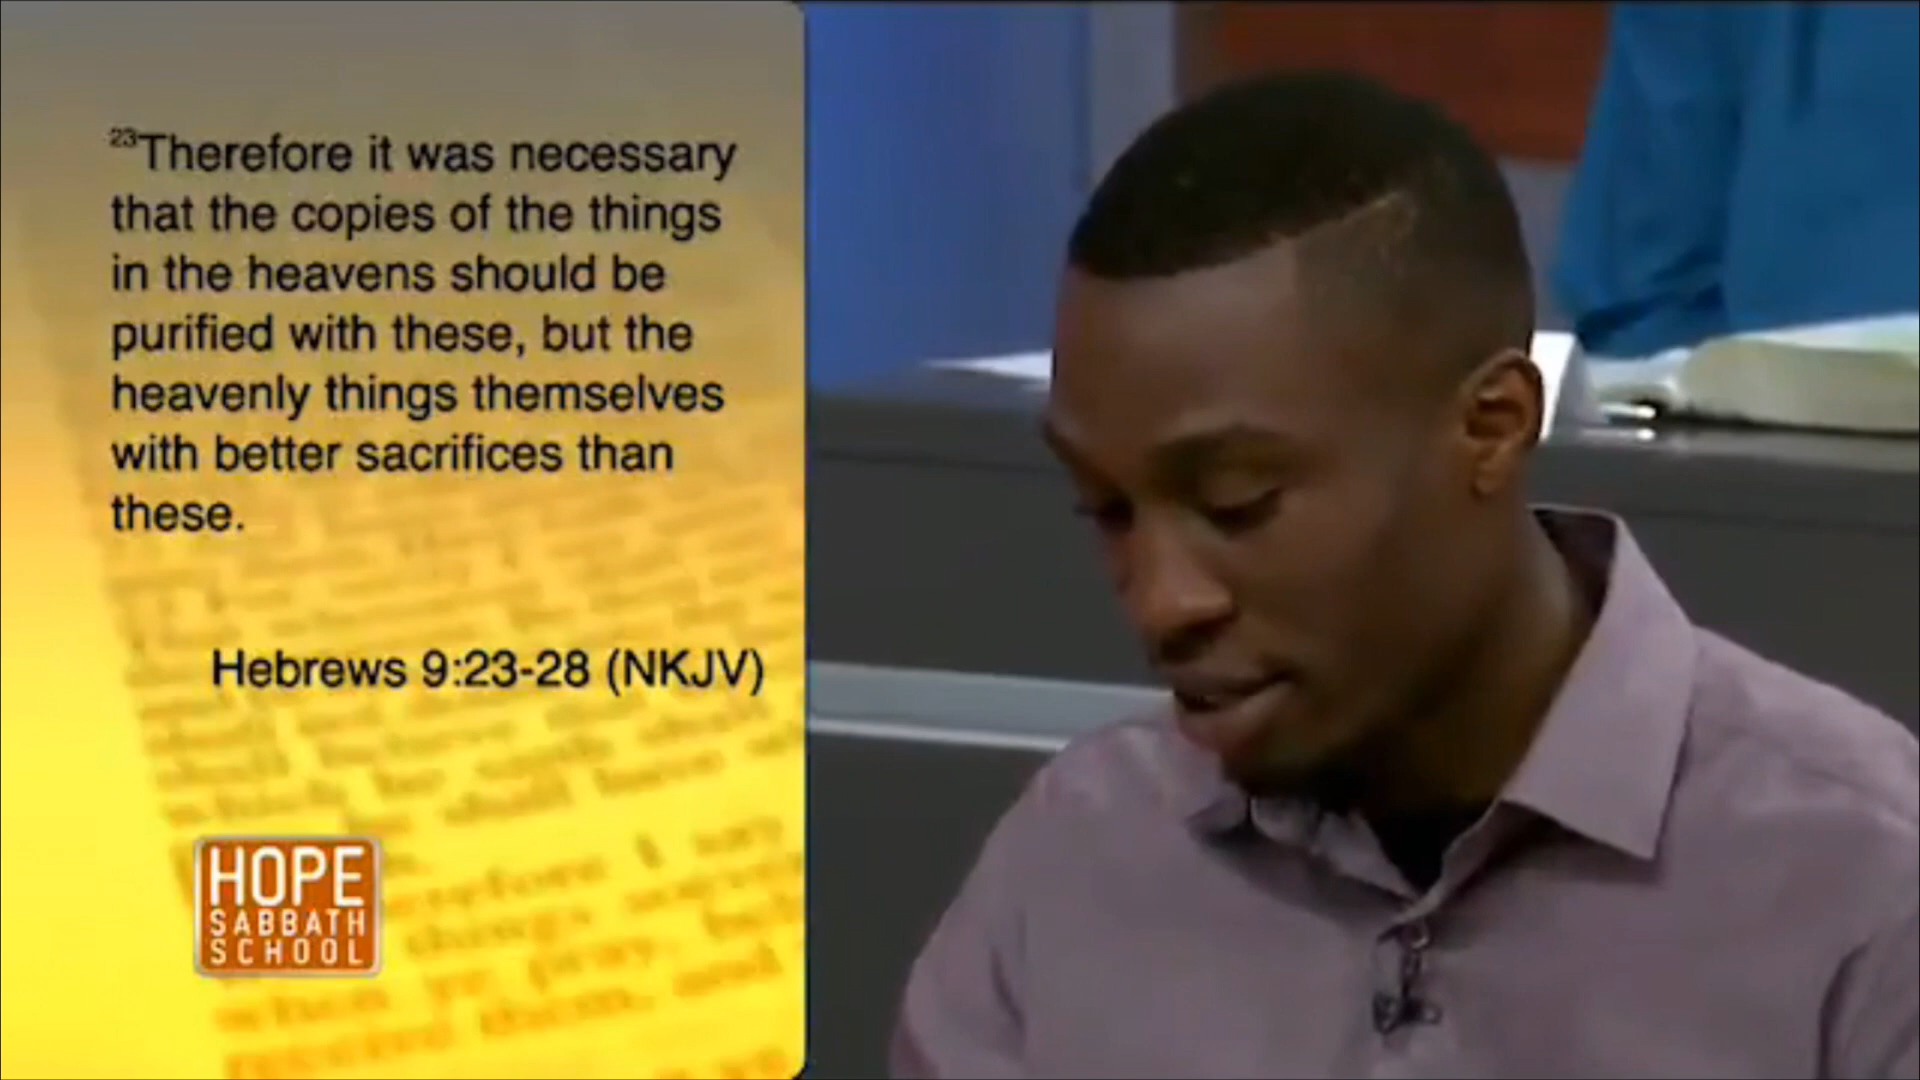 23Therefore it was necessary
that the copies of the things
in the heavens should be
purified with these, but the
heavenly things themselves
with better sacrifices than
these.
Hebrews 9:23-28 (NKJV)
HOPE
SABBATH
SCHOOL